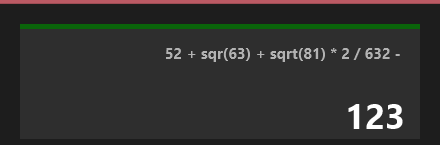 52 + sqr(63) + sqrt(81) * 2 / 632 -
123